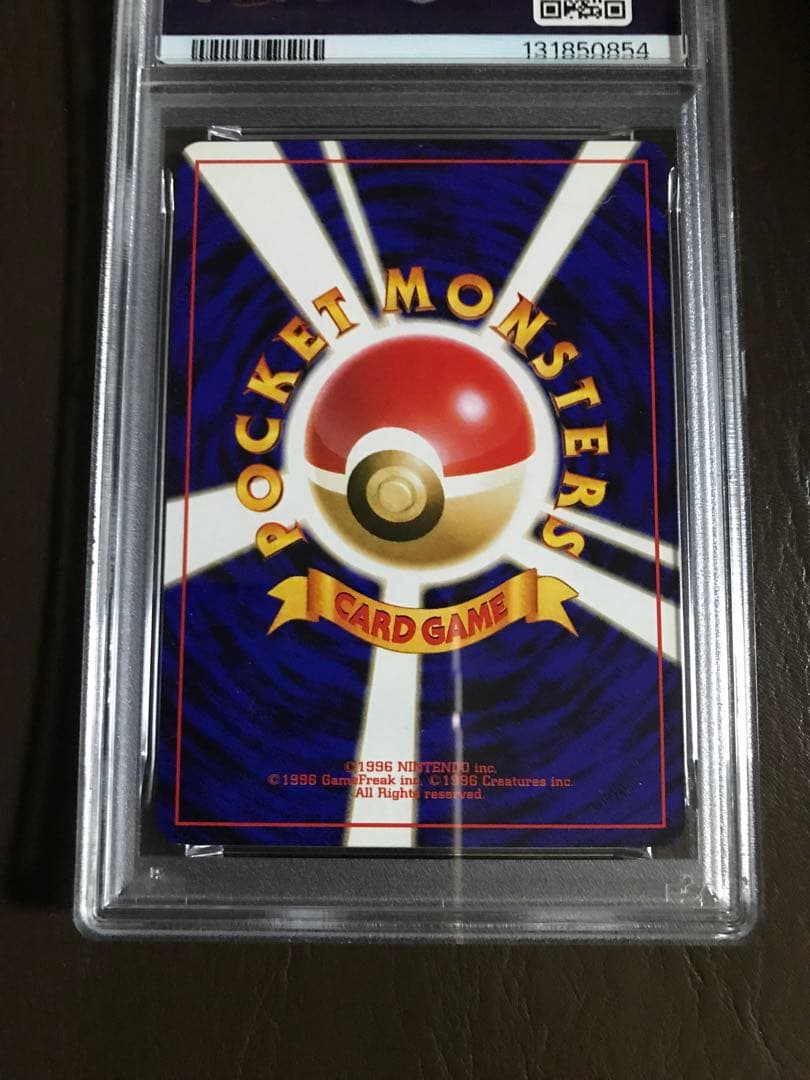 131850854
POCKET MONSTERS
CARD GAME
©1996 NINTENDO inc.
©1996 GameFreak inc. ©1996 Creatures inc.
All Rights reserved.